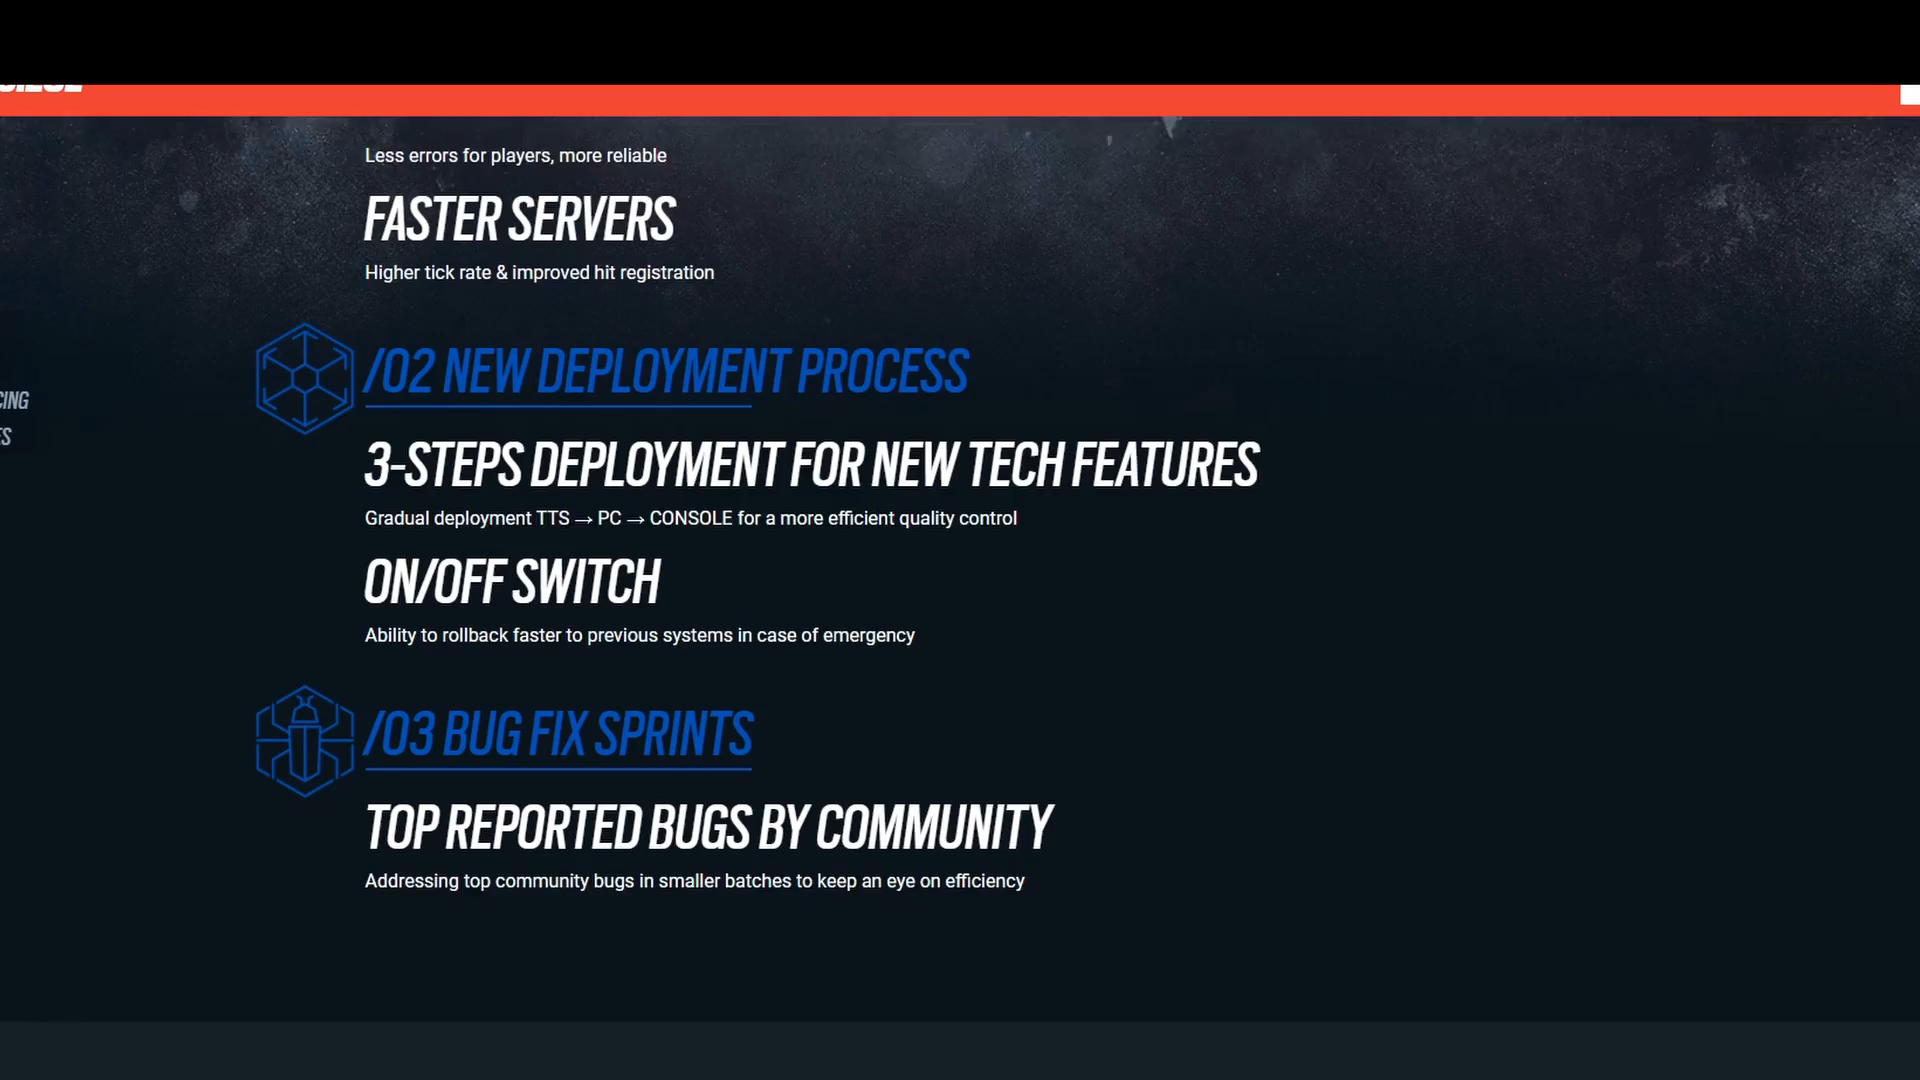 Less errors for players, more reliable
FASTER SERVERS
Higher tick rate & improved hit registration
/02 NEW DEPLOYMENT PROCESS
CING
ES
3-STEPS DEPLOYMENT FOR NEW TECH FEATURES
Gradual deployment TTS → PC → CONSOLE for a more efficient quality control
ON/OFF SWITCH
Ability to rollback faster to previous systems in case of emergency
/03 BUG FIX SPRINTS
TOP REPORTED BUGS BY COMMUNITY
Addressing top community bugs in smaller batches to keep an eye on efficiency